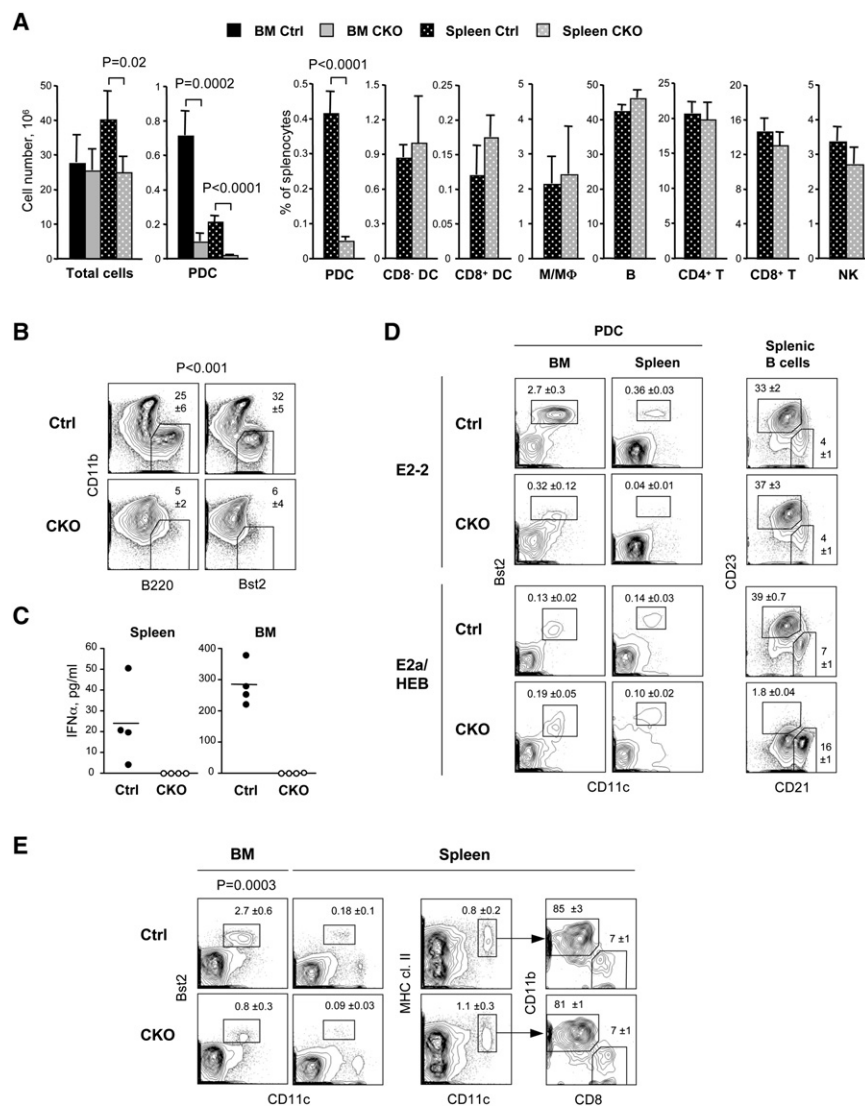 A
BM Ctrl BM CKO Spleen Ctrl Spleen CKO
P=0.02
P=0.0002
P<0.0001
P<0.0001
Cell number, 10⁶
50
40
30
20
10
0
Total cells
1
0.8
0.6
0.4
0.2
0
PDC
% of splenocytes
0.5
0.4
0.3
0.2
0.1
0
PDC
1.5
1.2
0.9
0.6
0.3
0
CD8⁻ DC
0.3
0.2
0.1
0
CD8⁺ DC
6
4
2
0
M/MΦ
50
40
30
20
10
0
B
25
20
15
10
5
0
CD4⁺ T
20
16
12
8
4
0
CD8⁺ T
5
4
3
2
1
0
NK
B
P<0.001
Ctrl
25
±6
32
±5
CKO
5
±2
6
±4
CD11b
B220
Bst2
C
Spleen
BM
IFNα, pg/ml
60
50
40
30
20
10
0
Ctrl CKO
400
300
200
100
0
Ctrl CKO
D
PDC
BM
Spleen
Splenic
B cells
E2-2
Ctrl
2.7 ±0.3
0.36 ±0.03
33 ±2
4
±1
CKO
0.32 ±0.12
0.04 ±0.01
37 ±3
4
±1
Bst2
CD23
E2a/
HEB
Ctrl
0.13 ±0.02
0.14 ±0.03
39 ±0.7
7
±1
CKO
0.19 ±0.05
0.10 ±0.02
1.8 ±0.04
16
±1
CD11c
CD21
E
BM
Spleen
P=0.0003
Ctrl
2.7 ±0.6
0.18 ±0.1
0.8 ±0.2
85 ±3
7 ±1
CKO
0.8 ±0.3
0.09 ±0.03
1.1 ±0.3
81 ±1
7 ±1
Bst2
MHC cl. II
CD11b
CD11c
CD11c
CD8